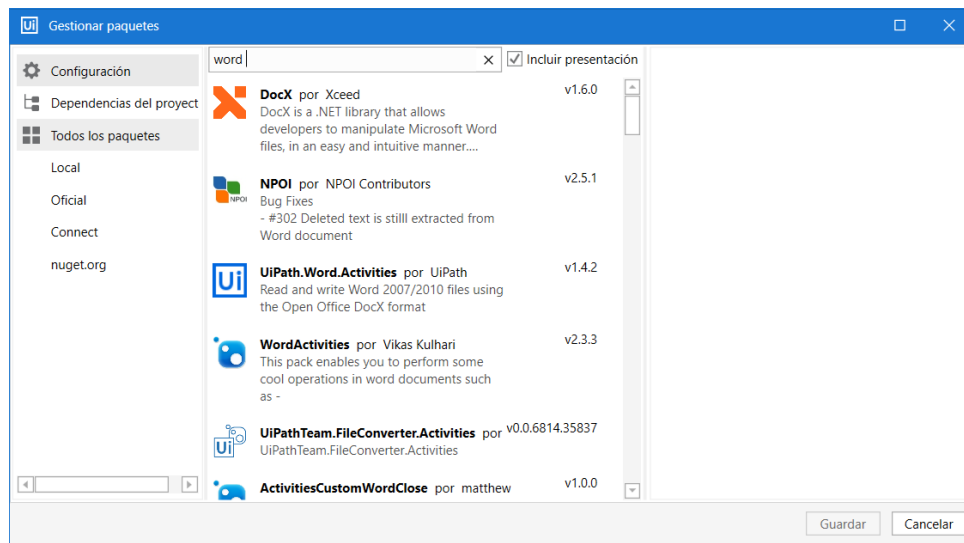 Ui Gestionar paquetes
Configuración
Dependencias del proyect
Todos los paquetes
Local
Oficial
Connect
nuget.org
word
Incluir presentación
DocX por Xceed v1.6.0
DocX is a .NET library that allows
developers to manipulate Microsoft Word
files, in an easy and intuitive manner....
NPOI
NPOI por NPOI Contributors v2.5.1
Bug Fixes
- #302 Deleted text is stilll extracted from
Word document
Ui
UiPath.Word.Activities por UiPath v1.4.2
Read and write Word 2007/2010 files using
the Open Office DocX format
WordActivities por Vikas Kulhari v2.3.3
This pack enables you to perform some
cool operations in word documents such
as -
Ui
UiPathTeam.FileConverter.Activities por v0.0.6814.35837
UiPathTeam.FileConverter.Activities
ActivitiesCustomWordClose por matthew v1.0.0
Guardar
Cancelar